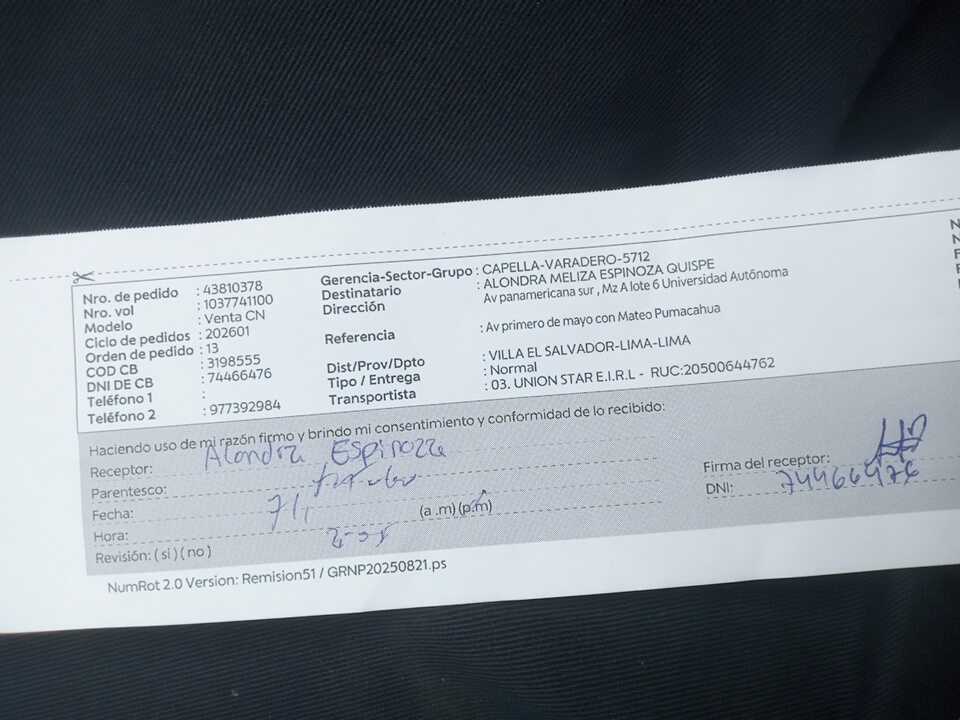 Nro. de pedido : 43810378
Nro. vol : 1037741100
Modelo : Venta CN
Ciclo de pedidos : 202601
Orden de pedido : 13
COD CB : 3198555
DNI DE CB : 74466476
Teléfono 1 :
Teléfono 2 : 977392984
Gerencia-Sector-Grupo : CAPELLA-VARADERO-5712
Destinatario : ALONDRA MELIZA ESPINOZA QUISPE
Dirección Av panamericana sur , Mz A lote 6 Universidad Autónoma
Referencia : Av primero de mayo con Mateo Pumacahua
Dist/Prov/Dpto : VILLA EL SALVADOR-LIMA-LIMA
Tipo / Entrega : Normal
Transportista : 03. UNION STAR E.I.R.L - RUC:20500644762
Haciendo uso de mi razón firmo y brindo mi consentimiento y conformidad de lo recibido:
Receptor: Alondra Espinoza
Parentesco:
Fecha: 7/1
Hora: (a .m) (p.m)
Revisión: ( si ) ( no )
Firma del receptor:
DNI: 74466476
NumRot 2.0 Version: Remision51 / GRNP20250821.ps